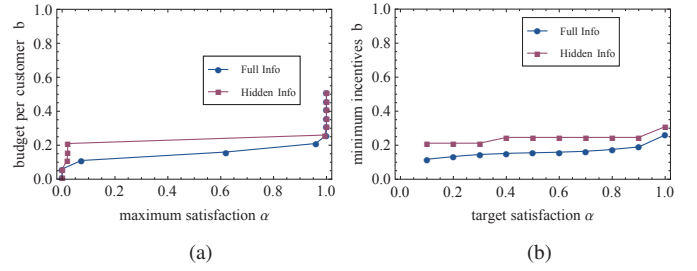 budget per customer b
1.0
0.8
0.6
0.4
0.2
0.0
Full Info
Hidden Info
0.0 0.2 0.4 0.6 0.8 1.0
maximum satisfaction α
(a)
minimum incentives b
1.0
0.8
0.6
0.4
0.2
0.0
Full Info
Hidden Info
0.0 0.2 0.4 0.6 0.8 1.0
target satisfaction α
(b)